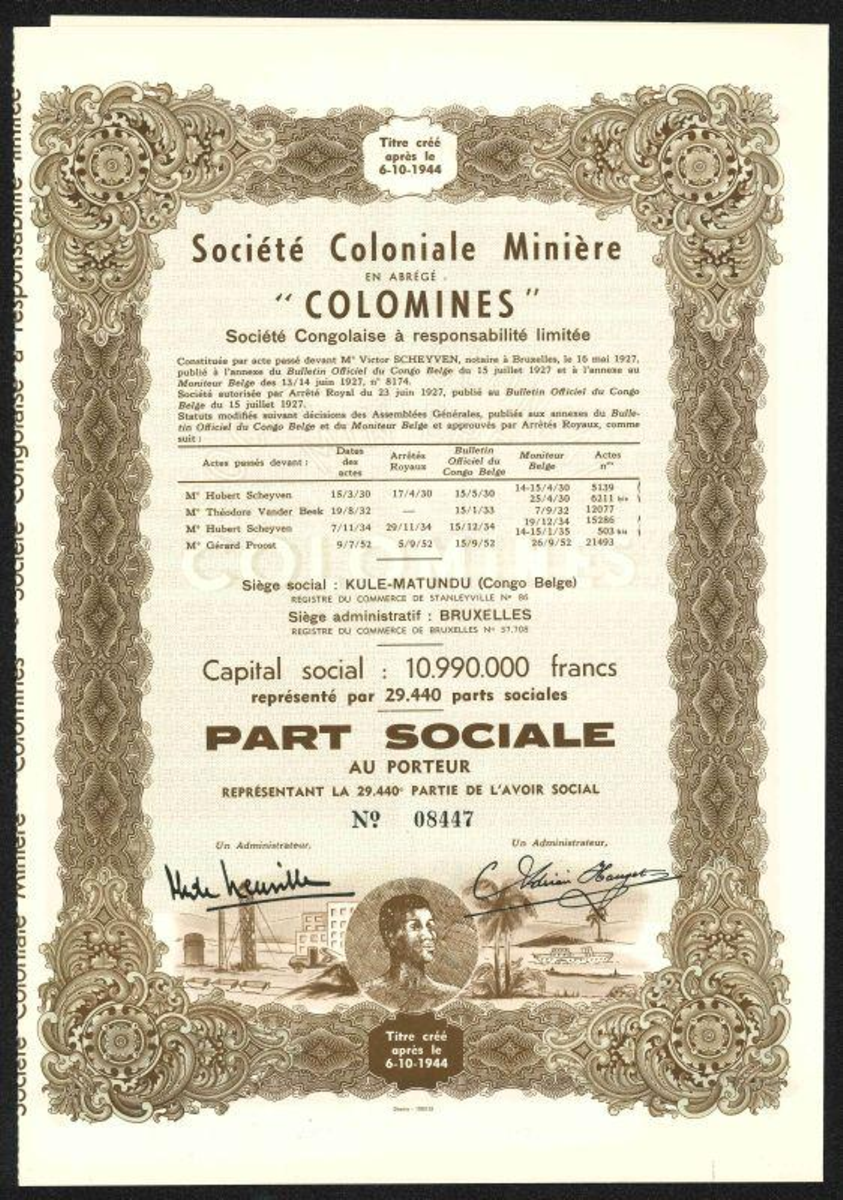 Titre créé
après le
6-10-1944
Société Coloniale Minière
EN ABRÉGÉ :
“ COLOMINES ”
Société Congolaise à responsabilité limitée
Constituée par acte passé devant Mᵉ Victor SCHEYVEN, notaire à Bruxelles, le 16 mai 1927,
publié à l'annexe du Bulletin Officiel du Congo Belge du 15 juillet 1927 et à l'annexe au
Moniteur Belge des 13/14 juin 1927, nº 8174.
Société autorisée par Arrêté Royal du 23 juin 1927, publié au Bulletin Officiel du Congo
Belge du 15 juillet 1927.
Statuts modifiés suivant décisions des Assemblées Générales, publiés aux annexes du Bulle-
tin Officiel du Congo Belge et du Moniteur Belge et approuvés par Arrêtés Royaux, comme
suit :
Actes passés devant : Dates des actes Arrêtés Royaux Bulletin Officiel du Congo Belge Moniteur Belge Actes nᵒˢ
Mᵉ Hubert Scheyven 15/3/30 17/4/30 15/5/30 14-15/4/30 5139
25/4/30 6211 bis
Mᵉ Théodore Vander Beek 19/8/32 — 15/1/33 7/9/32 12077
Mᵉ Hubert Scheyven 7/11/34 29/11/34 15/12/34 19/12/34 15286
14-15/1/35 503 bis
Mᵉ Gérard Proost 9/7/52 5/9/52 15/9/52 26/9/52 21493
COLOMINES
Siège social : KULE-MATUNDU (Congo Belge)
REGISTRE DU COMMERCE DE STANLEYVILLE Nº 86
Siège administratif : BRUXELLES
REGISTRE DU COMMERCE DE BRUXELLES Nº 57.708
Capital social : 10.990.000 francs
représenté par 29.440 parts sociales
PART SOCIALE
AU PORTEUR
REPRÉSENTANT LA 29.440ᵉ PARTIE DE L'AVOIR SOCIAL
Nº 08447
Un Administrateur, Un Administrateur,
Titre créé
après le
6-10-1944
Société Coloniale Minière Colomines Société Congolaise à responsabilité limitée